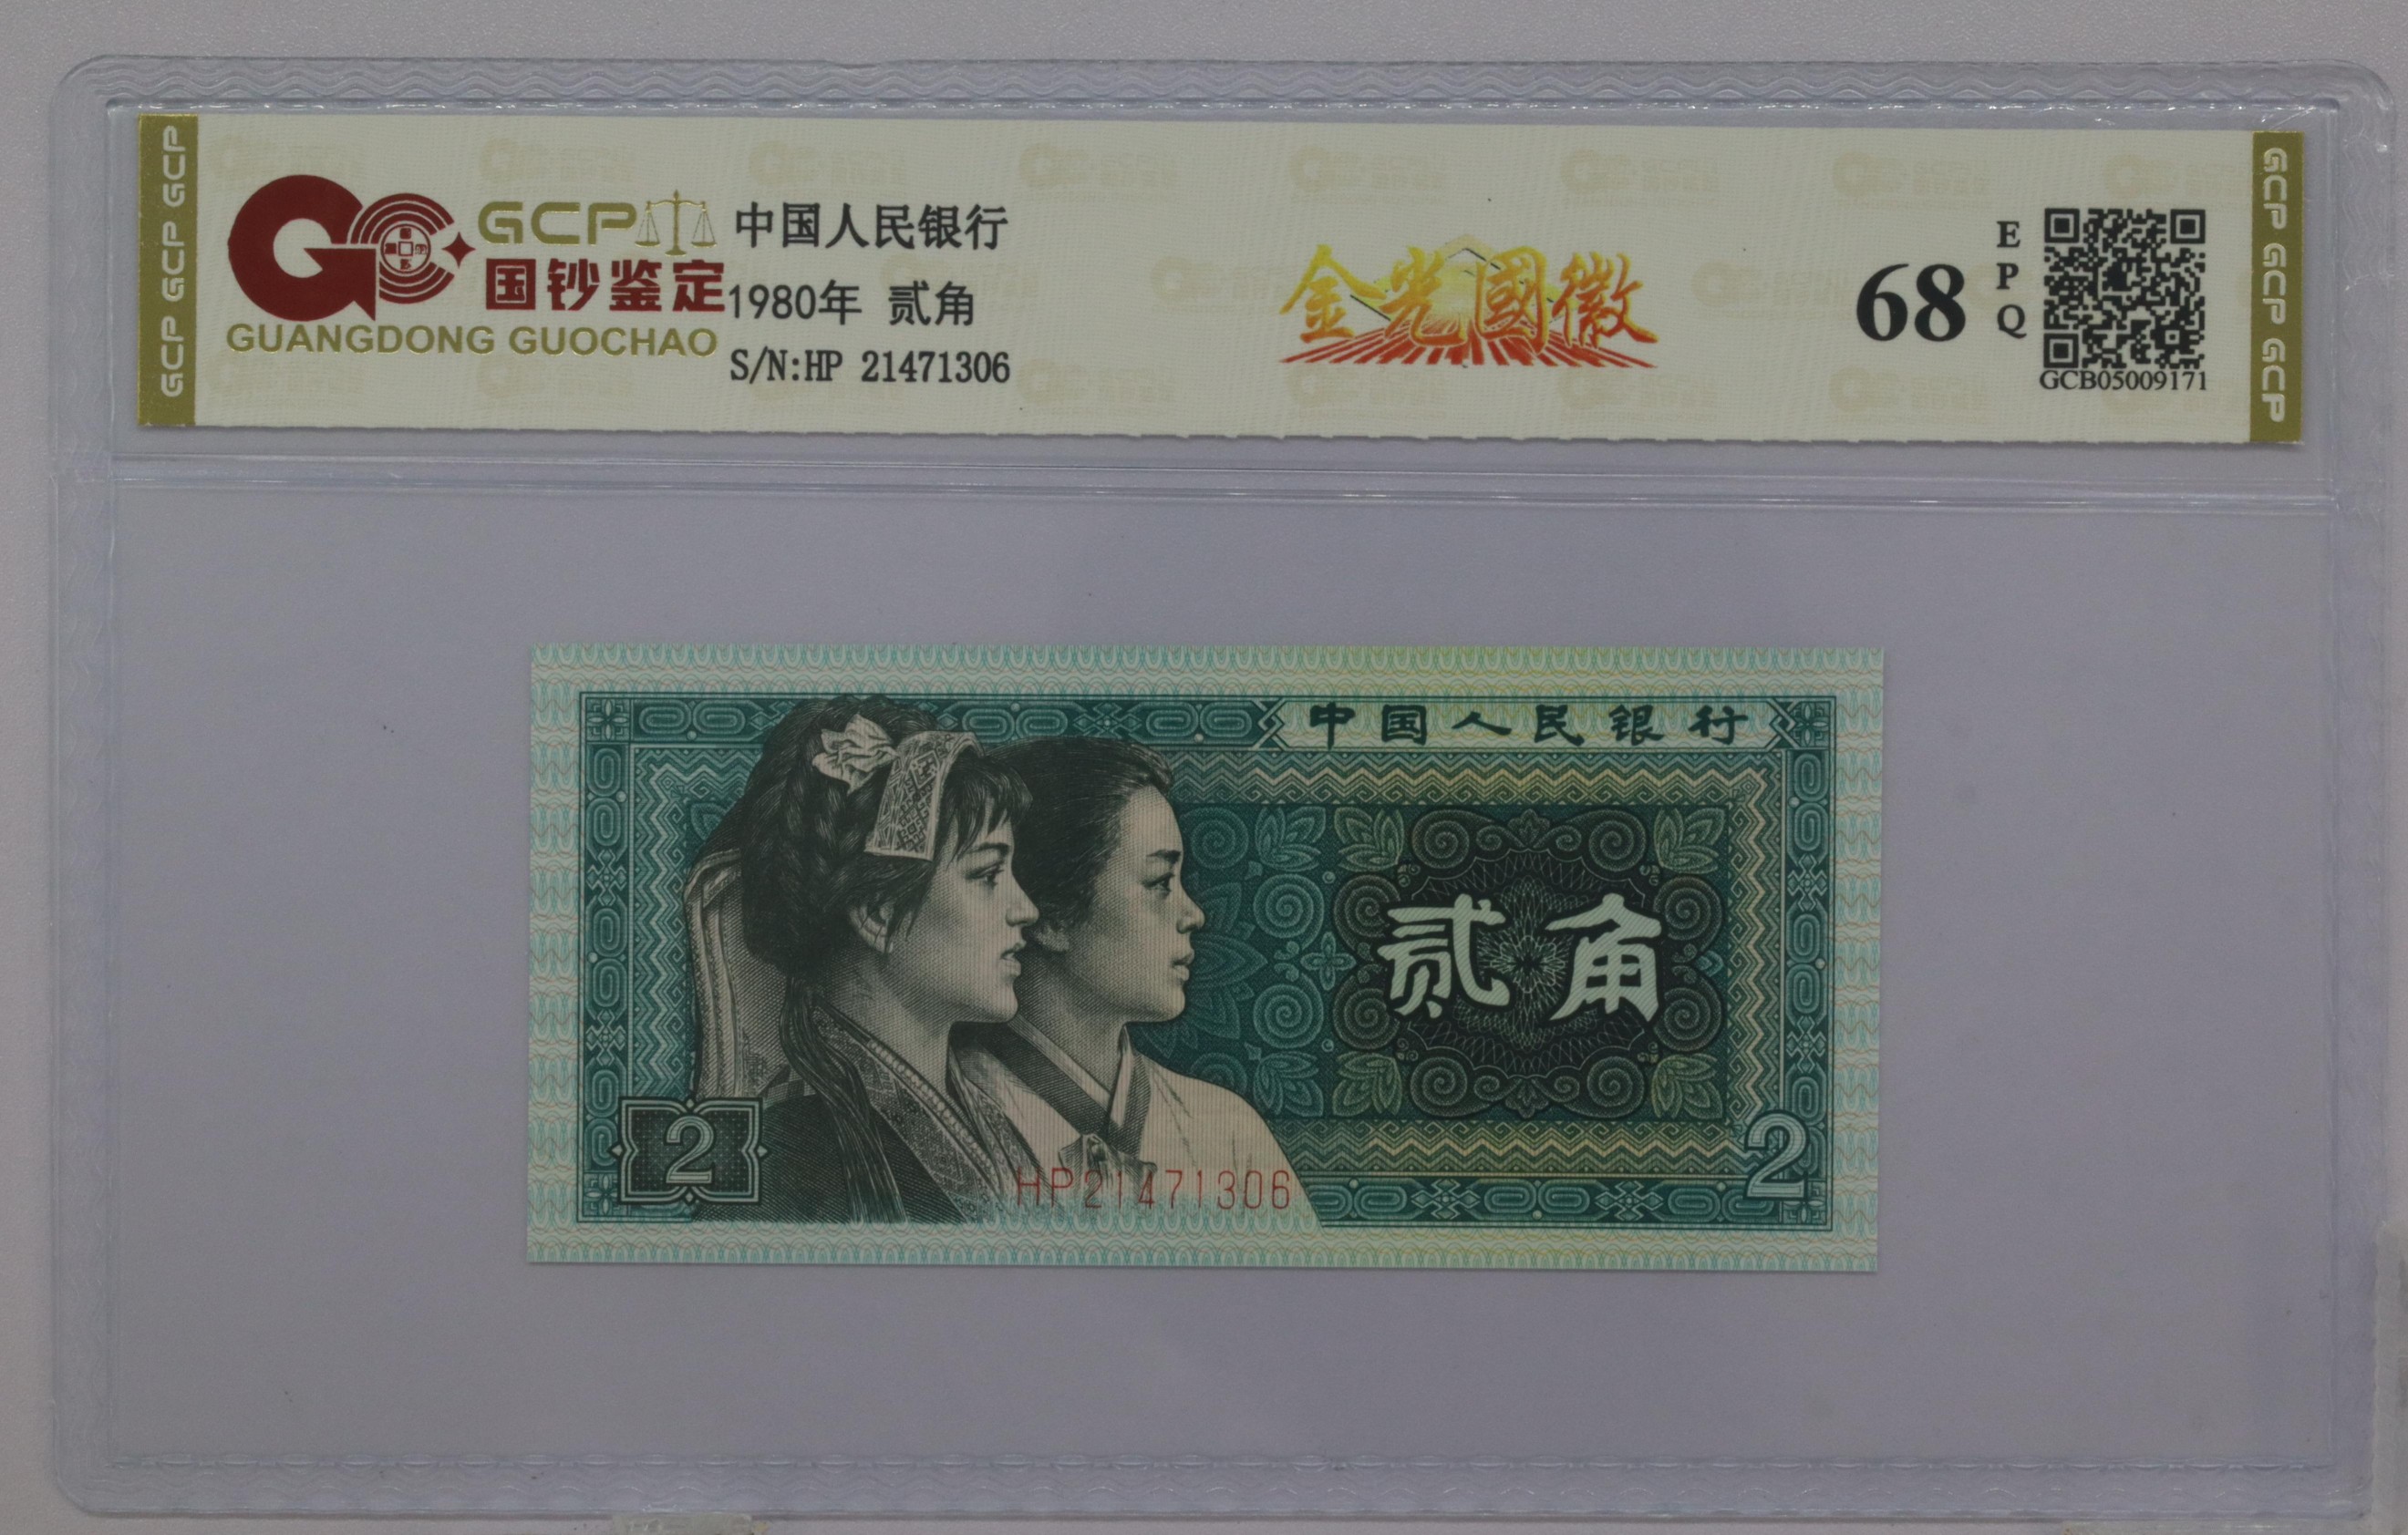 GCP GCP GCP
GCP
国钞鉴定
GUANGDONG GUOCHAO
中国人民银行
1980年 贰角
S/N:HP 21471306
金光國徽
68
EPQ
GCB05009171
GCP GCP GCP
中国人民银行
贰角
2
HP21471306
2